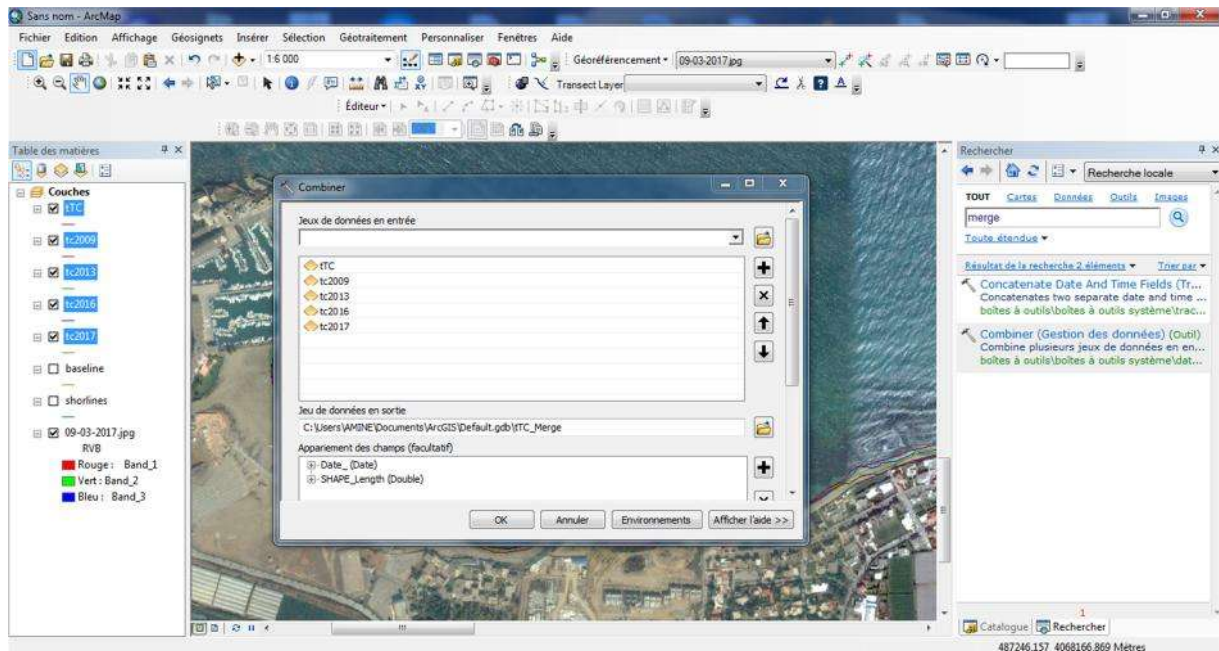 Sans nom - ArcMap
Fichier Edition Affichage Géosignets Insérer Sélection Géotraitement Personnaliser Fenêtres Aide
1:6 000
Géoréférencement
09-03-2017.jpg
Transect Layer
Éditeur
Table des matières
Couches
tTC
tc2009
tc2013
tc2016
tc2017
baseline
shorlines
09-03-2017.jpg
RVB
Rouge : Band_1
Vert : Band_2
Bleu : Band_3
Combiner
Jeux de données en entrée
tTC
tc2009
tc2013
tc2016
tc2017
Jeu de données en sortie
C:\Users\AMINE\Documents\ArcGIS\Default.gdb\tTC_Merge
Appariement des champs (facultatif)
Date_ (Date)
SHAPE_Length (Double)
OK Annuler Environnements Afficher l'aide >>
Rechercher
Recherche locale
TOUT Cartes Données Outils Images
merge
Toute étendue
Résultat de la recherche 2 éléments Trier par
Concatenate Date And Time Fields (Tr...
Concatenates two separate date and time ...
boîtes à outils\boîtes à outils système\trac...
Combiner (Gestion des données) (Outil)
Combine plusieurs jeux de données en en...
boîtes à outils\boîtes à outils système\dat...
1
Catalogue Rechercher
487246,157 4068166,869 Mètres